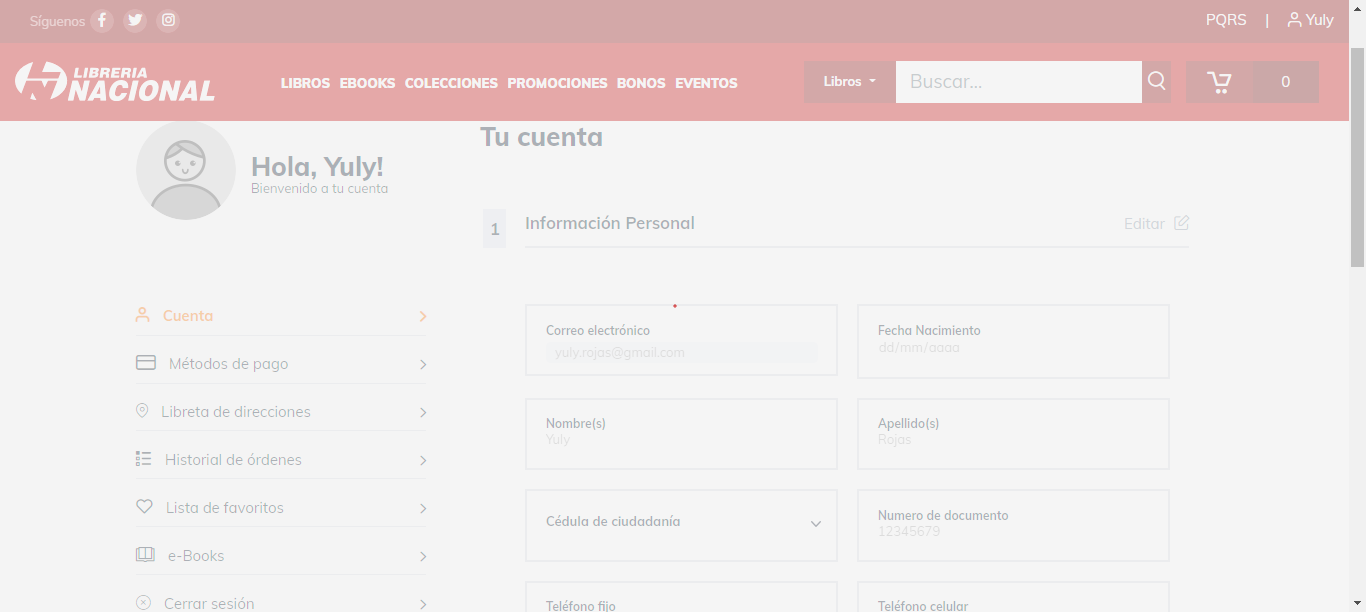 Síguenos
PQRS | Yuly
LIBRERIA
NACIONAL
LIBROS EBOOKS COLECCIONES PROMOCIONES BONOS EVENTOS
Libros Buscar... 0
Tu cuenta
Hola, Yuly!
Bienvenido a tu cuenta
1 Información Personal Editar
Cuenta
Métodos de pago
Libreta de direcciones
Historial de órdenes
Lista de favoritos
e-Books
Cerrar sesión
Correo electrónico
yuly.rojas@gmail.com
Fecha Nacimiento
dd/mm/aaaa
Nombre(s)
Yuly
Apellido(s)
Rojas
Cédula de ciudadanía
Numero de documento
12345679
Teléfono fijo
Teléfono celular